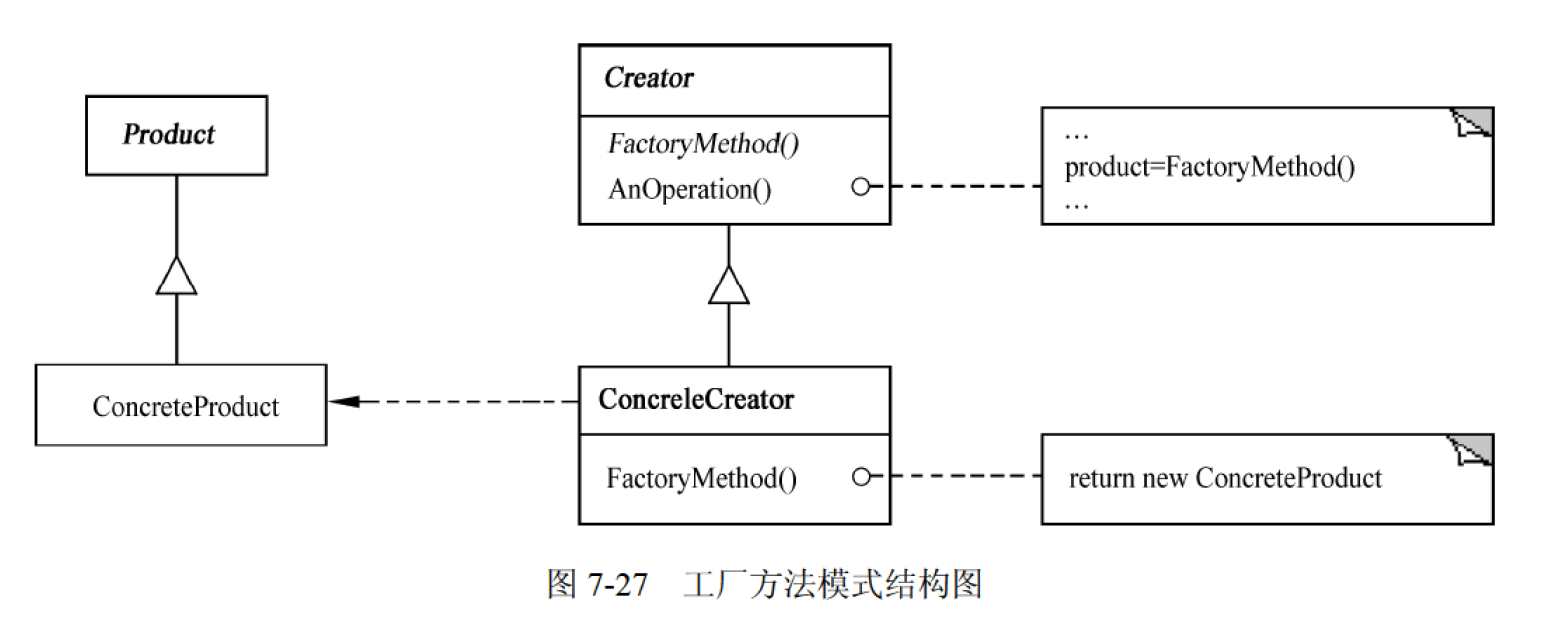 Product
ConcreteProduct
Creator
FactoryMethod()
AnOperation()
…
product=FactoryMethod()
…
ConcreleCreator
FactoryMethod()
return new ConcreteProduct
图 7-27 工厂方法模式结构图